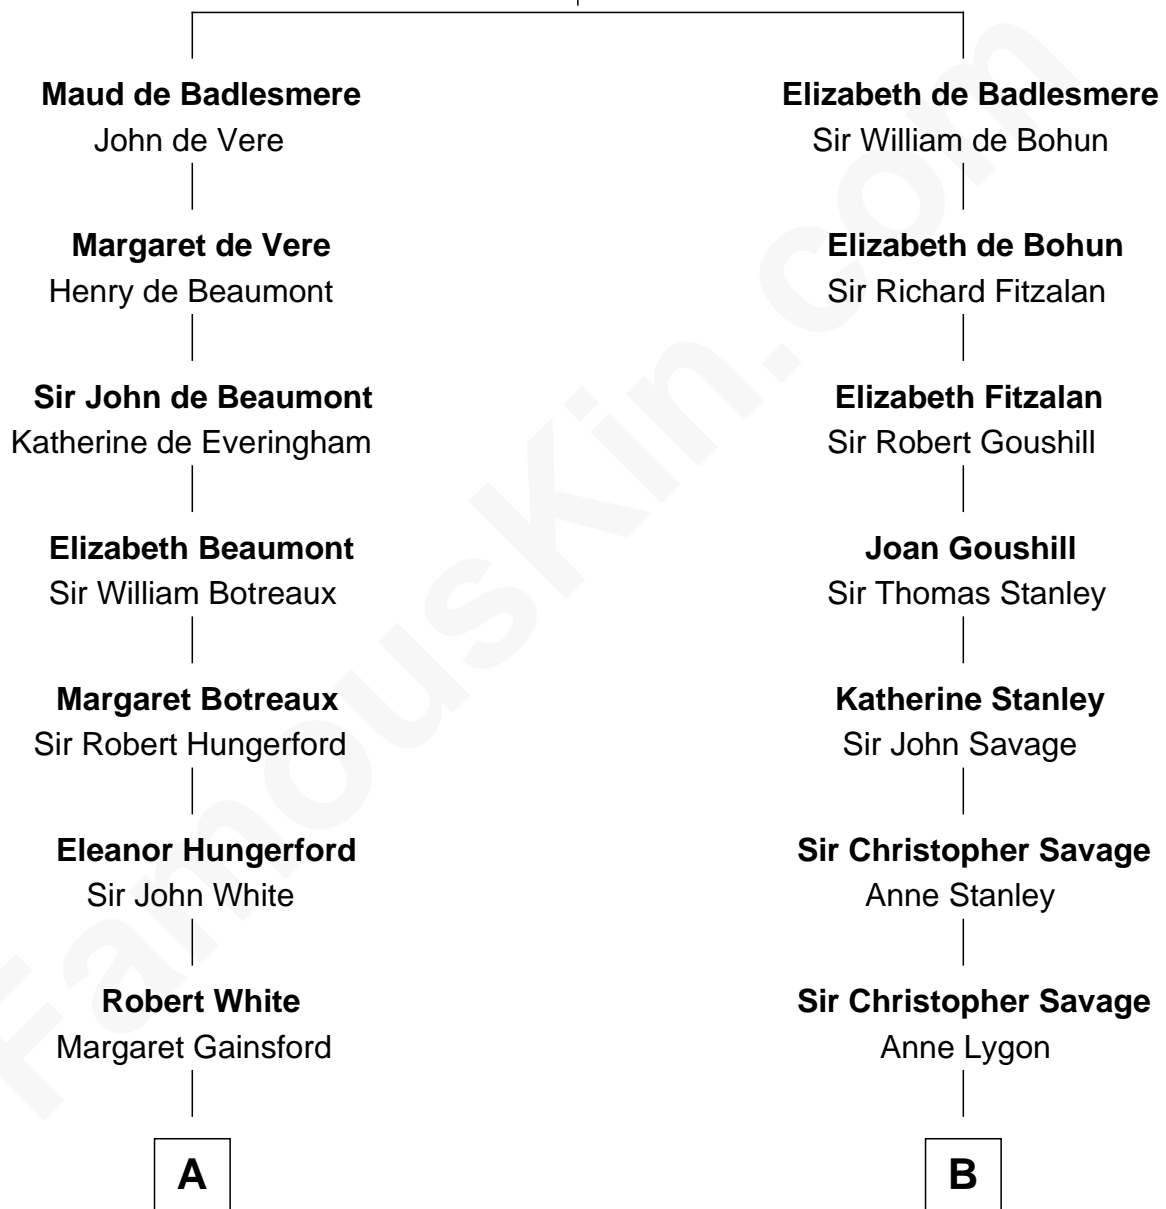 Maud de Badlesmere
John de Vere
Elizabeth de Badlesmere
Sir William de Bohun
Margaret de Vere
Henry de Beaumont
Elizabeth de Bohun
Sir Richard Fitzalan
Sir John de Beaumont
Katherine de Everingham
Elizabeth Fitzalan
Sir Robert Goushill
Elizabeth Beaumont
Sir William Botreaux
Joan Goushill
Sir Thomas Stanley
Margaret Botreaux
Sir Robert Hungerford
Katherine Stanley
Sir John Savage
Eleanor Hungerford
Sir John White
Sir Christopher Savage
Anne Stanley
Robert White
Margaret Gainsford
Sir Christopher Savage
Anne Lygon
A
B
FamousKin.com